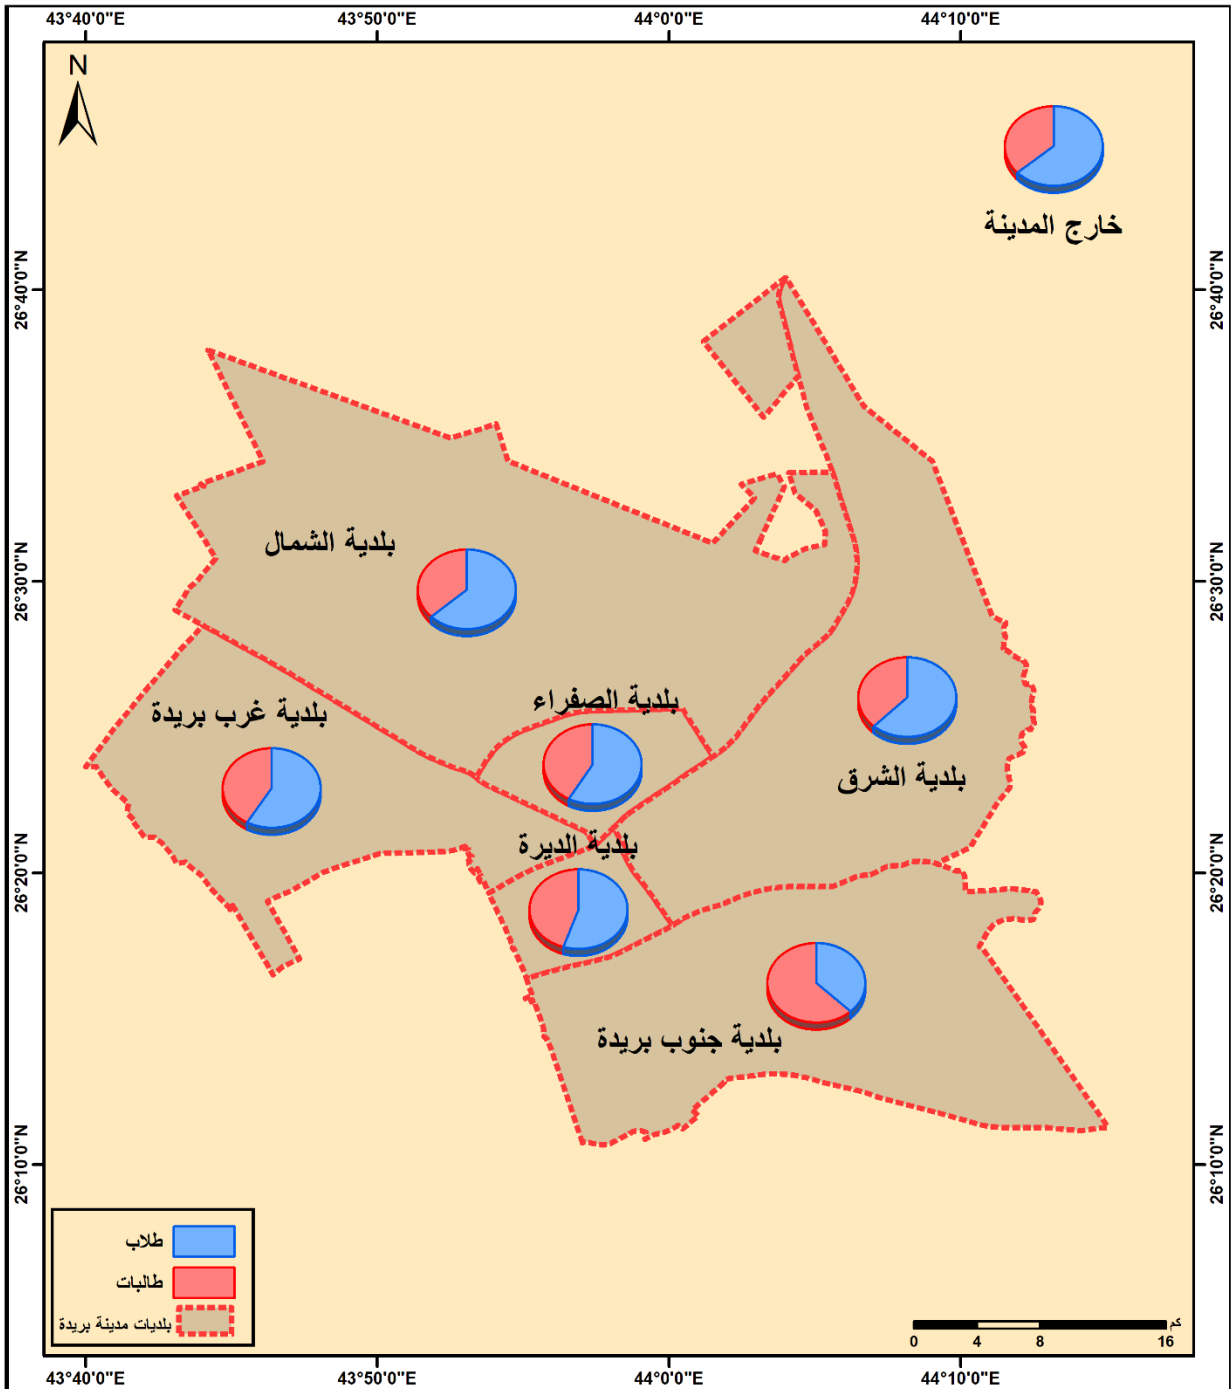 43°40'0"E
43°50'0"E
44°0'0"E
44°10'0"E
N
خارج المدينة
26°40'0"N
26°40'0"N
بلدية الشمال
26°30'0"N
26°30'0"N
بلدية الصفراء
بلدية غرب بريدة
بلدية الشرق
بلدية الديرة
26°20'0"N
26°20'0"N
بلدية جنوب بريدة
26°10'0"N
26°10'0"N
طلاب
طالبات
بلديات مدينة بريدة
كم
0 4 8 16
43°40'0"E
43°50'0"E
44°0'0"E
44°10'0"E